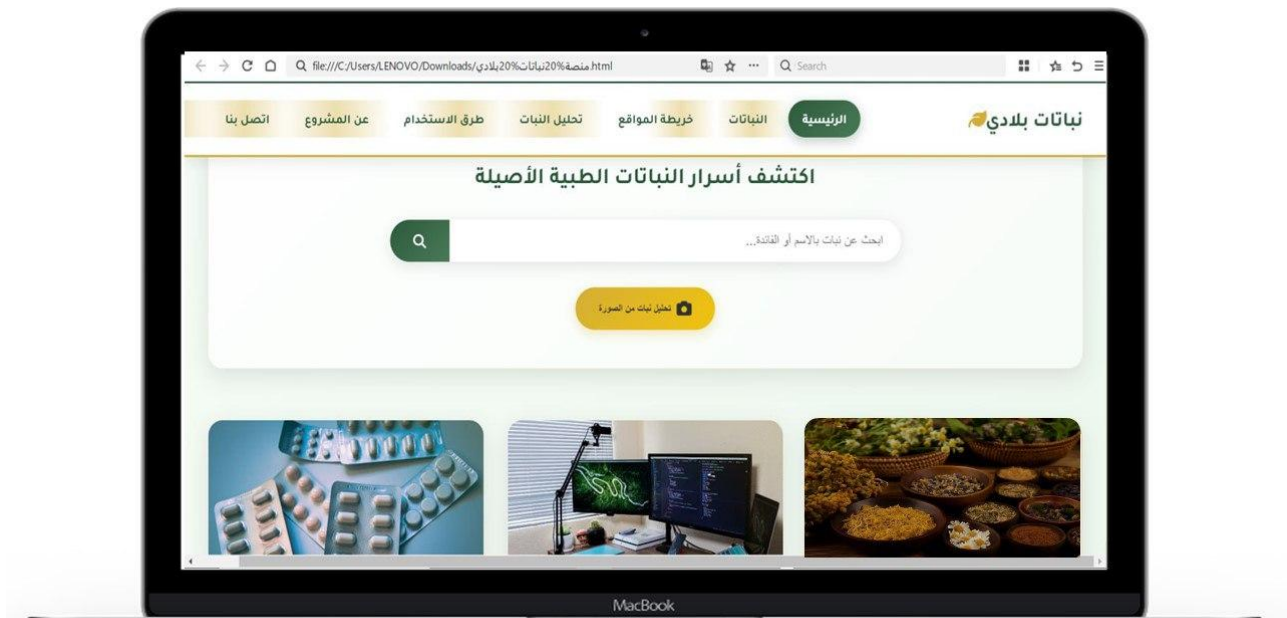 file:///C:/Users/LENOVO/Downloads/منصة%20نباتات%20بلادي.html
Search
نباتات بلادي
الرئيسية
النباتات
خريطة المواقع
تحليل النبات
طرق الاستخدام
عن المشروع
اتصل بنا
اكتشف أسرار النباتات الطبية الأصيلة
ابحث عن نبات بالاسم أو الفائدة...
تحليل نبات من الصورة
MacBook